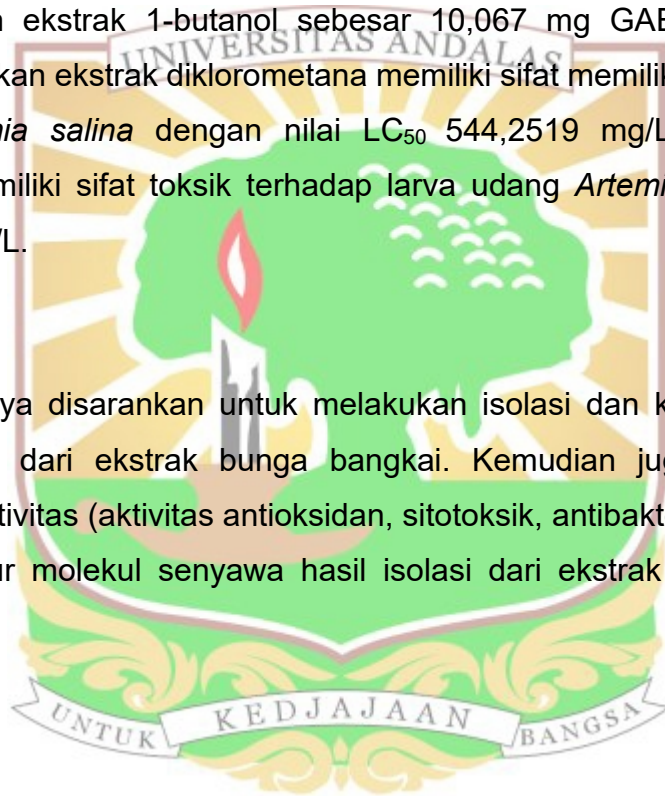 ekstrak 1-butanol sebesar 10,067 mg GAE
UNIVERSITAS ANDALAS
kan ekstrak diklorometana memiliki sifat memilik
nia salina dengan nilai LC50 544,2519 mg/L
miliki sifat toksik terhadap larva udang Artemi
/L.
ya disarankan untuk melakukan isolasi dan k
dari ekstrak bunga bangkai. Kemudian jug
tivitas (aktivitas antioksidan, sitotoksik, antibakt
ur molekul senyawa hasil isolasi dari ekstrak
UNTUK KEDJAJAAN BANGSA